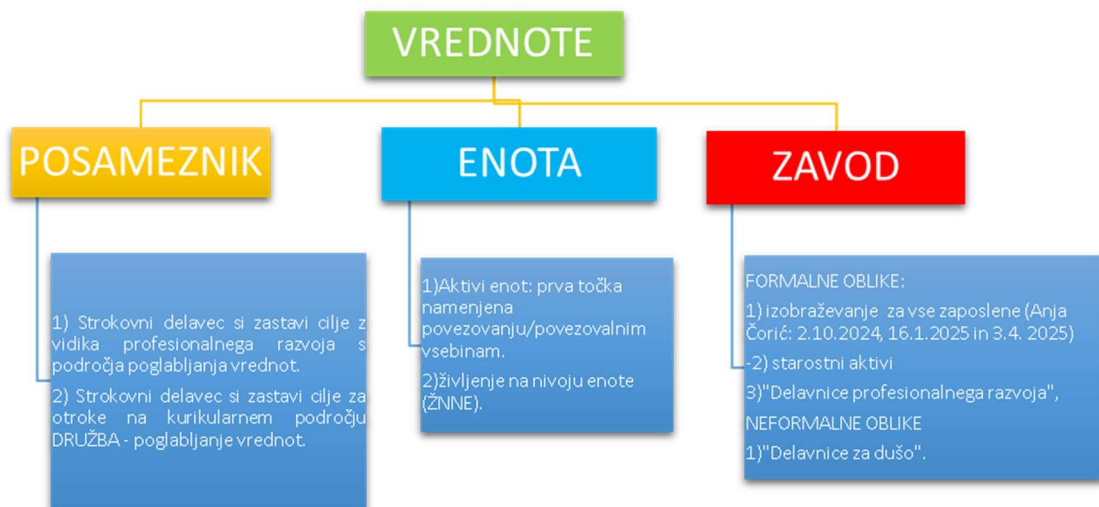 VREDNOTE
POSAMEZNIK
1) Strokovni delavec si zastavi cilje z
vidika profesionalnega razvoja s
področja poglabljanja vrednot.
2) Strokovni delavec si zastavi cilje za
otroke na kurikularnem področju
DRUŽBA - poglabljanje vrednot.
ENOTA
1)Aktivi enot: prva točka
namenjena
povezovanju/povezovalnim
vsebinam.
2)življenje na nivoju enote
(ŽNNE).
ZAVOD
FORMALNE OBLIKE:
1) izobraževanje za vse zaposlene (Anja
Čorić: 2.10.2024, 16.1.2025 in 3.4. 2025)
-2) starostni aktivi
3)"Delavnice profesionalnega razvoja",
NEFORMALNE OBLIKE
1)"Delavnice za dušo".